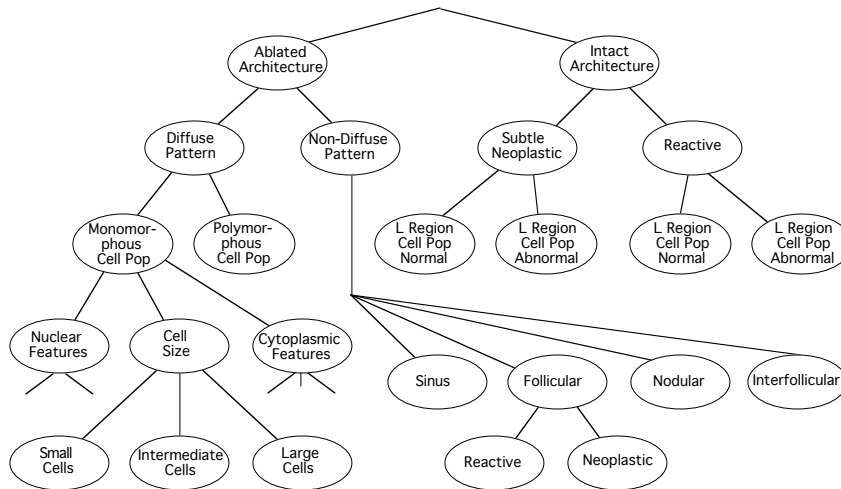 Ablated
Architecture
Intact
Architecture
Diffuse
Pattern
Non-Diffuse
Pattern
Subtle
Neoplastic
Reactive
Monomor-
phous
Cell Pop
Polymor-
phous
Cell Pop
L Region
Cell Pop
Normal
L Region
Cell Pop
Abnormal
L Region
Cell Pop
Normal
L Region
Cell Pop
Abnormal
Nuclear
Features
Cell
Size
Cytoplasmic
Features
Sinus
Follicular
Nodular
Interfollicular
Small
Cells
Intermediate
Cells
Large
Cells
Reactive
Neoplastic